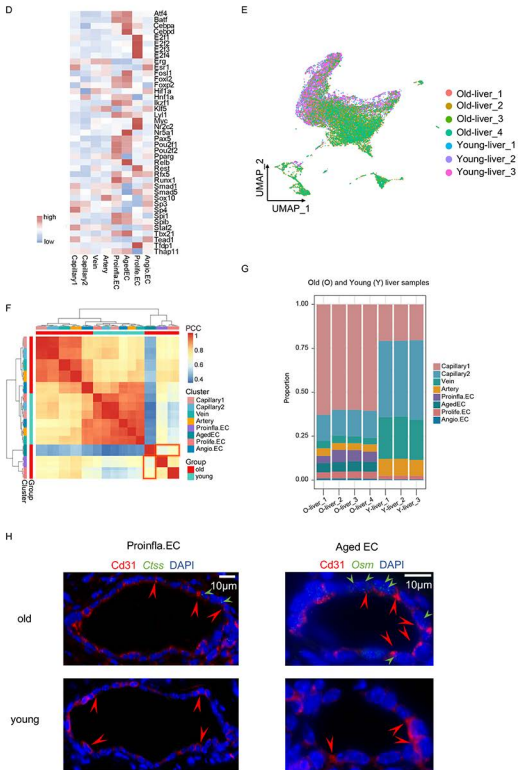 D
Atf4
Batf
Cebpa
Cebpd
E2f1
E2f2
E2f3
E2f4
Erg
Esr1
Fosl1
Foxl2
Foxp2
Hif1a
Hnf1a
Ikzf1
Klf5
Lyl1
Myc
Nr2c2
Nr5a1
Pax5
Pou2f1
Pou2f2
Pparg
Relb
Rest
Rfx5
Runx1
Smad1
Smad5
Sox10
Sp3
Sp4
Spi1
Spib
Stat2
Tbx21
Tead1
Tfdp1
Thap11
high
low
Capillary1
Capillary2
Vein
Artery
Proinfla.EC
AgedEC
Prolife.EC
Angio.EC
E
Old-liver_1
Old-liver_2
Old-liver_3
Old-liver_4
Young-liver_1
Young-liver_2
Young-liver_3
UMAP_2
UMAP_1
F
PCC
1
0.8
0.6
0.4
Cluster
Capillary1
Capillary2
Vein
Artery
Proinfla.EC
AgedEC
Prolife.EC
Angio.EC
Group
old
young
Cluster
Group
G
Old (O) and Young (Y) liver samples
Proportion
1.00
0.75
0.50
0.25
0.00
O-liver_1
O-liver_2
O-liver_3
O-liver_4
Y-liver_1
Y-liver_2
Y-liver_3
Capillary1
Capillary2
Vein
Artery
Proinfla.EC
AgedEC
Prolife.EC
Angio.EC
H
Proinfla.EC
Aged EC
Cd31 Ctss DAPI
Cd31 Osm DAPI
10μm
10μm
old
young